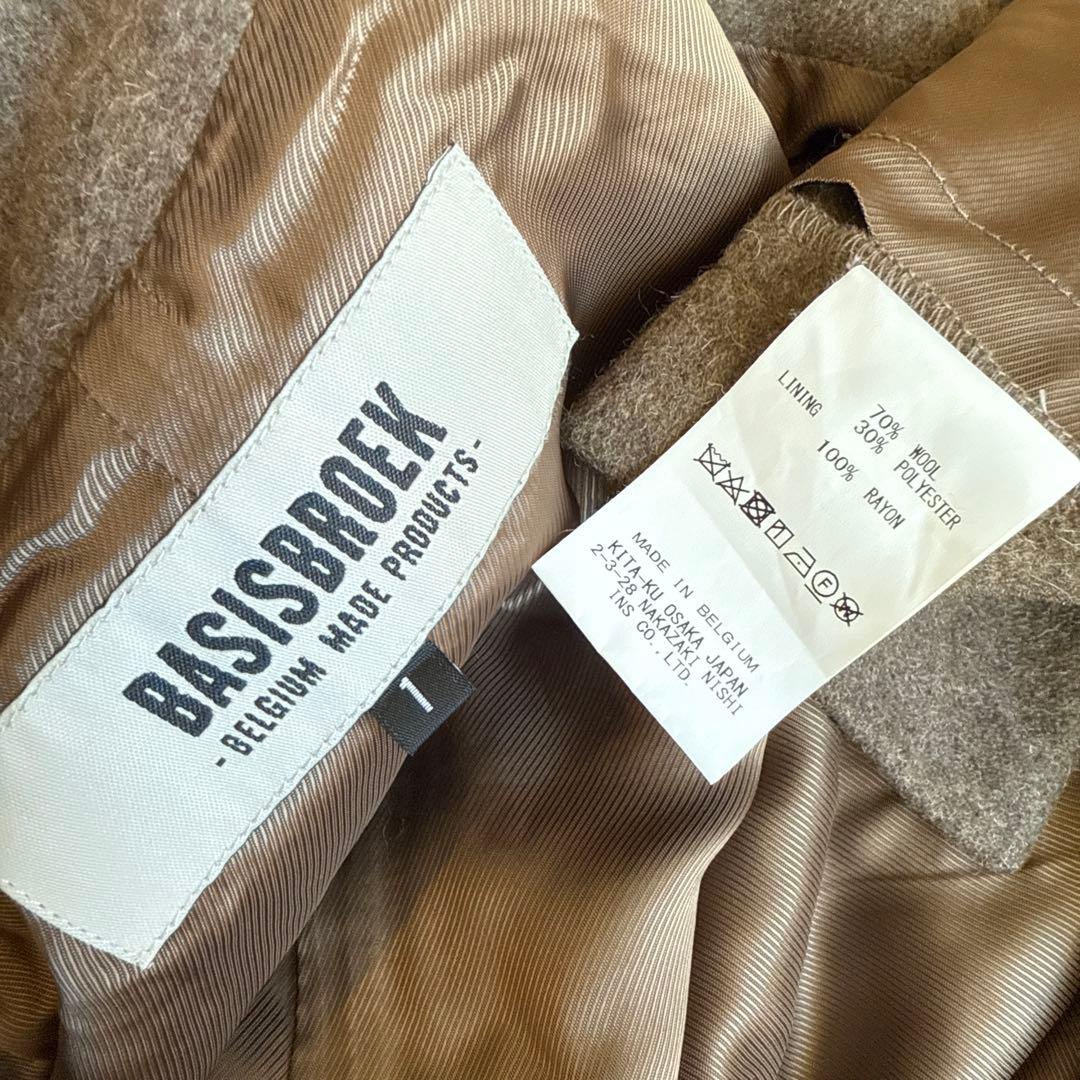 BASISBROEK
-BELGIUM MADE PRODUCTS-
1
70% WOOL
30% POLYESTER
LINING 100% RAYON
F
W
MADE IN BELGIUM
KITA-KU OSAKA JAPAN
2-3-28 NAKAZAKI NISHI
INS CO.,LTD.